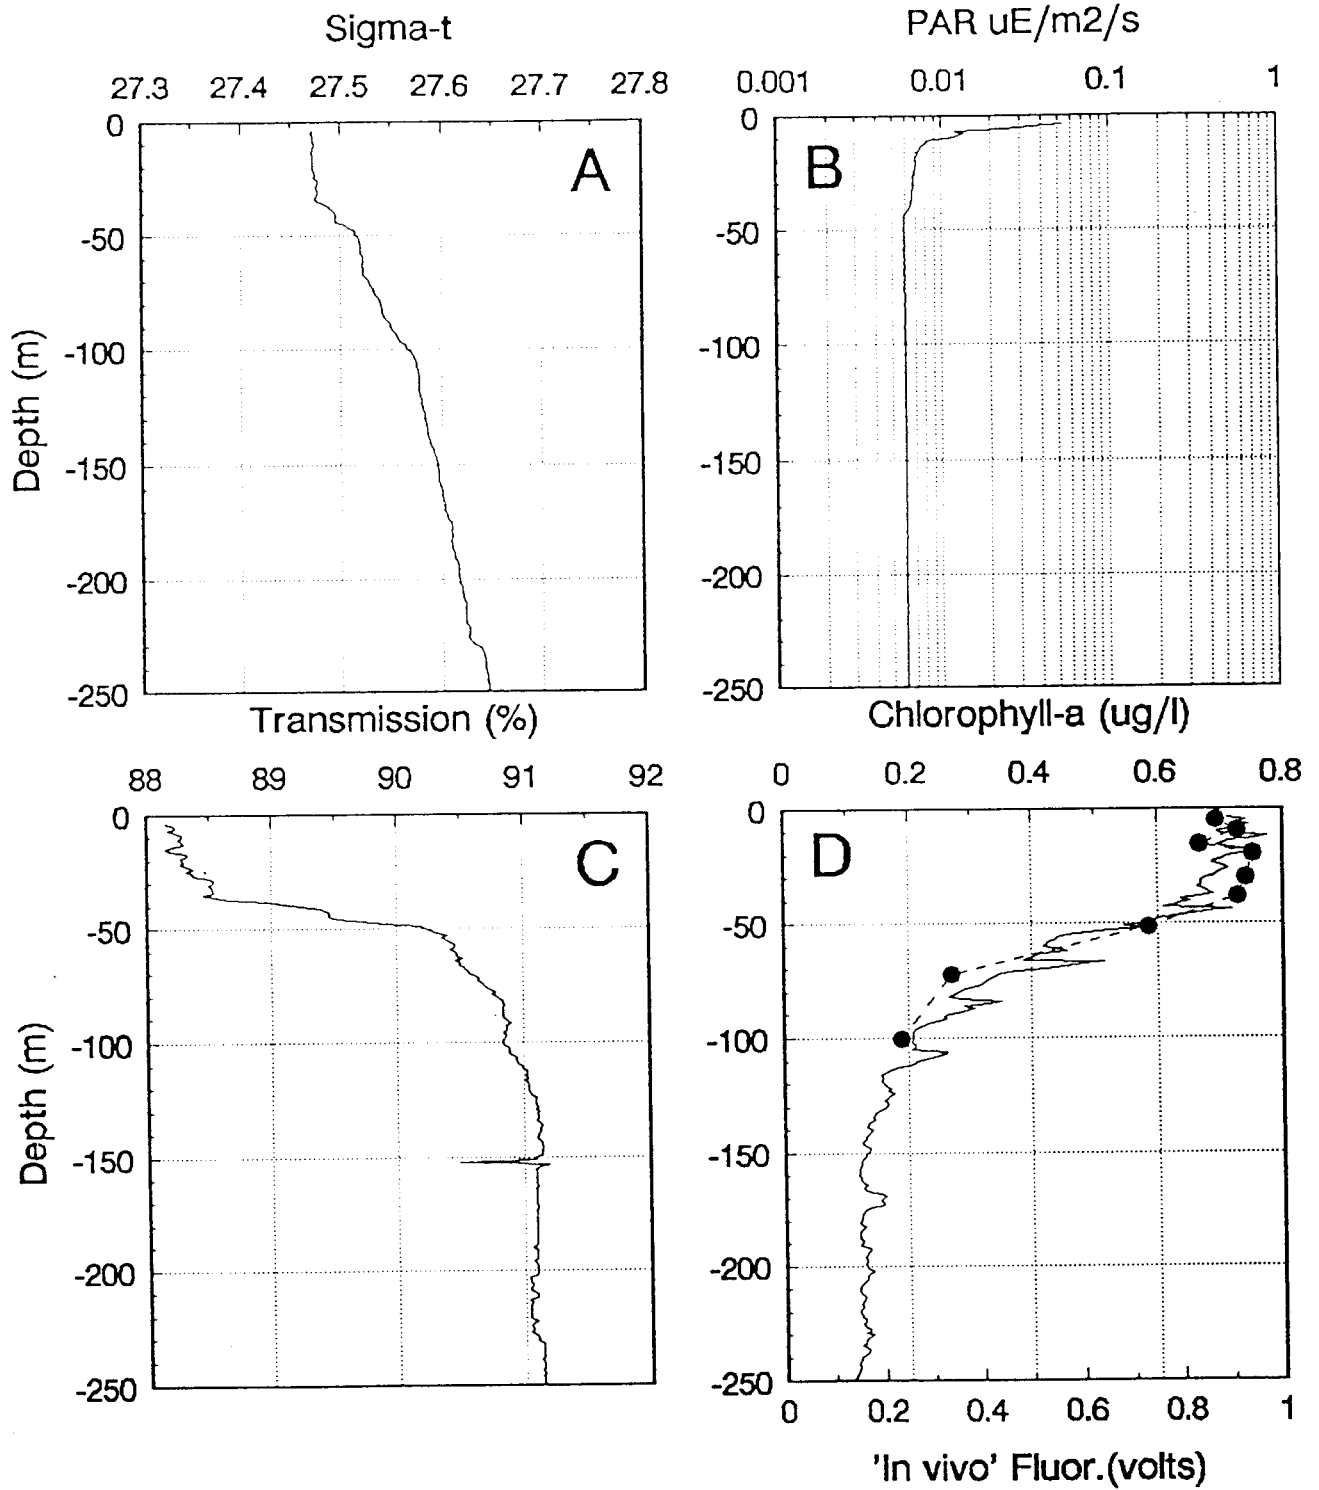 Sigma-t
27.3 27.4 27.5 27.6 27.7 27.8
A
0
-50
-100
-150
-200
-250
Depth (m)
PAR uE/m2/s
0.001 0.01 0.1 1
B
0
-50
-100
-150
-200
-250
Transmission (%)
88 89 90 91 92
C
0
-50
-100
-150
-200
-250
Depth (m)
Chlorophyll-a (ug/l)
0 0.2 0.4 0.6 0.8
D
0
-50
-100
-150
-200
-250
0 0.2 0.4 0.6 0.8 1
'In vivo' Fluor.(volts)